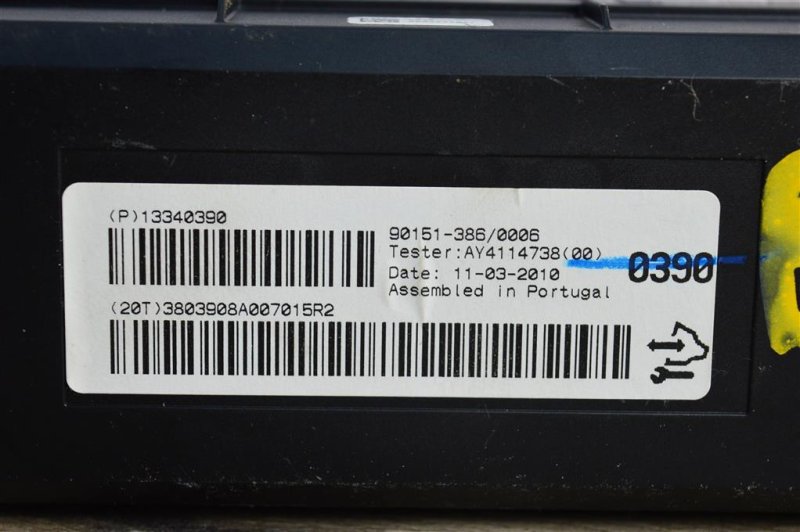 (P)13340390
90151-386/0006
Tester:AY4114738(00)
0390
Date: 11-03-2010
Assembled in Portugal
(20T)3803908A007015R2